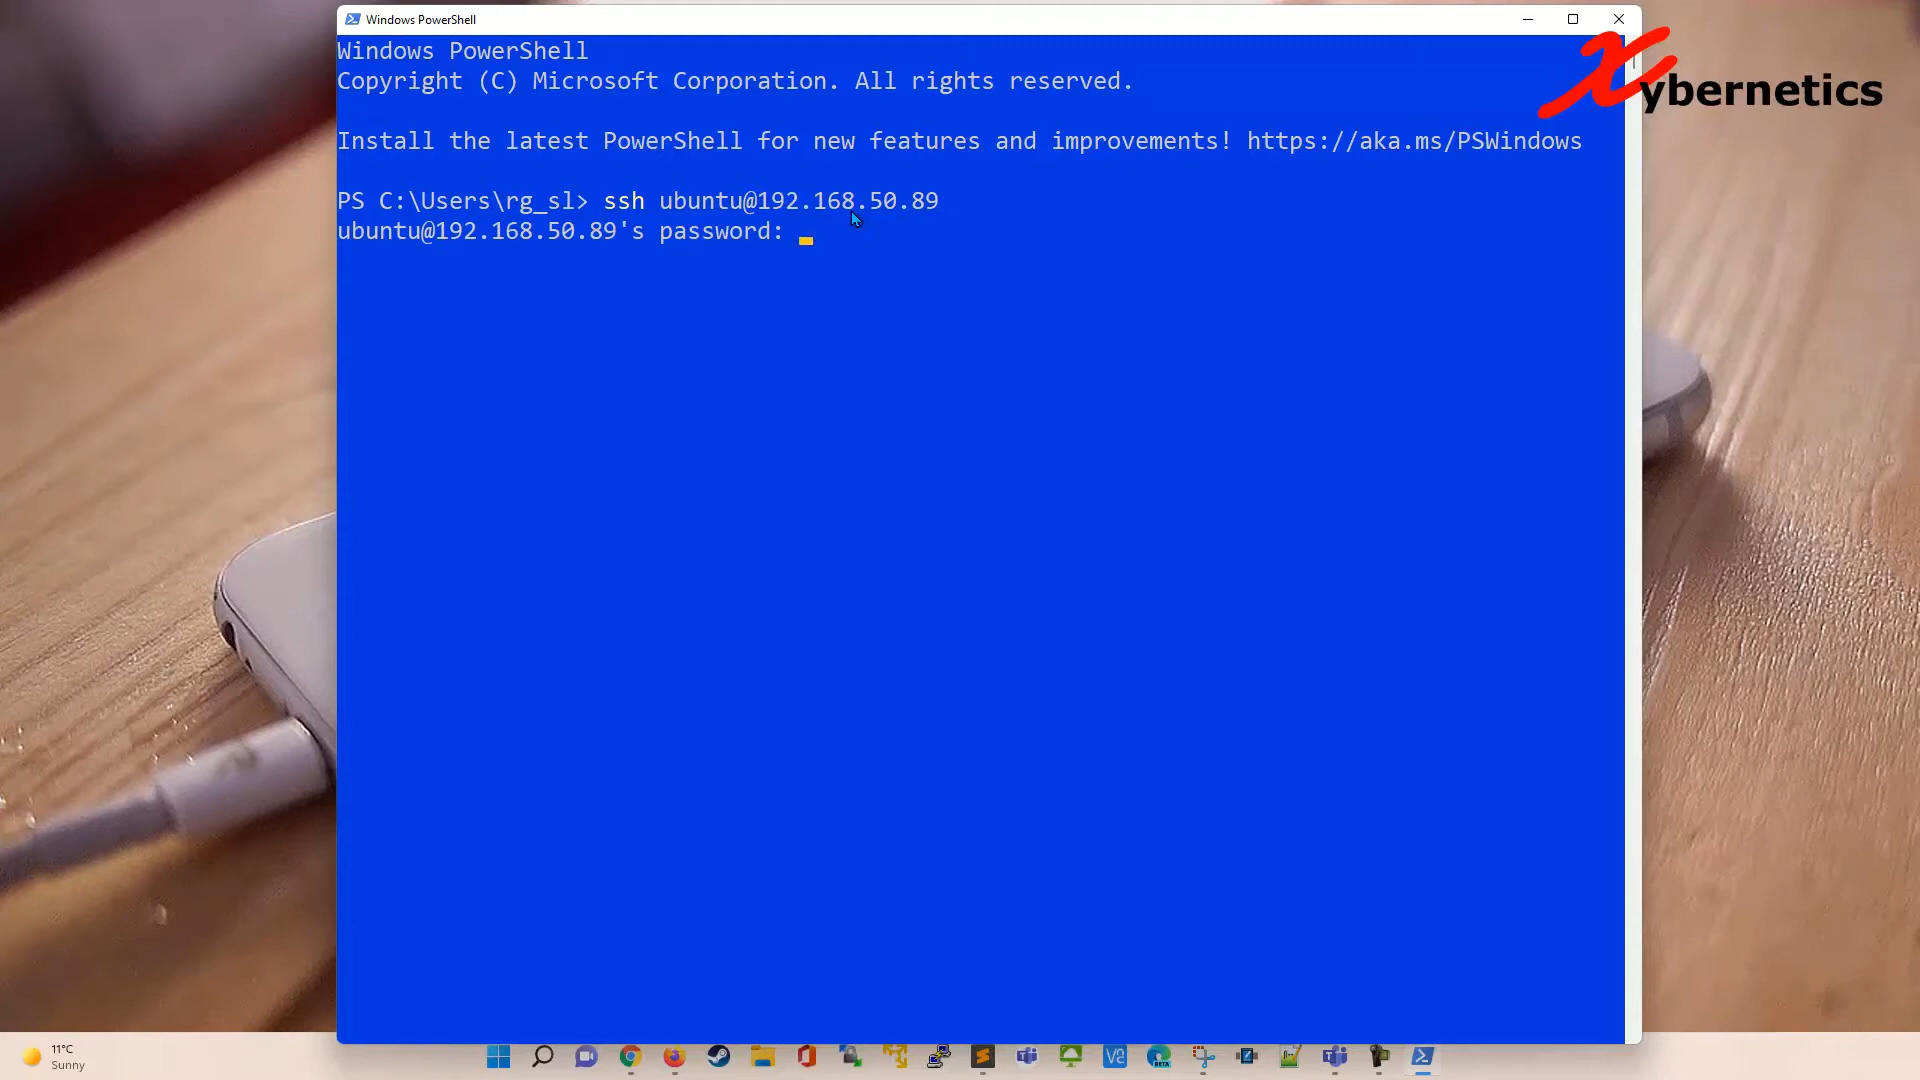 Windows PowerShell
Xybernetics
Windows PowerShell
Copyright (C) Microsoft Corporation. All rights reserved.
Install the latest PowerShell for new features and improvements! https://aka.ms/PSWindows
PS C:\Users\rg_sl> ssh ubuntu@192.168.50.89
ubuntu@192.168.50.89's password:
11°C
Sunny